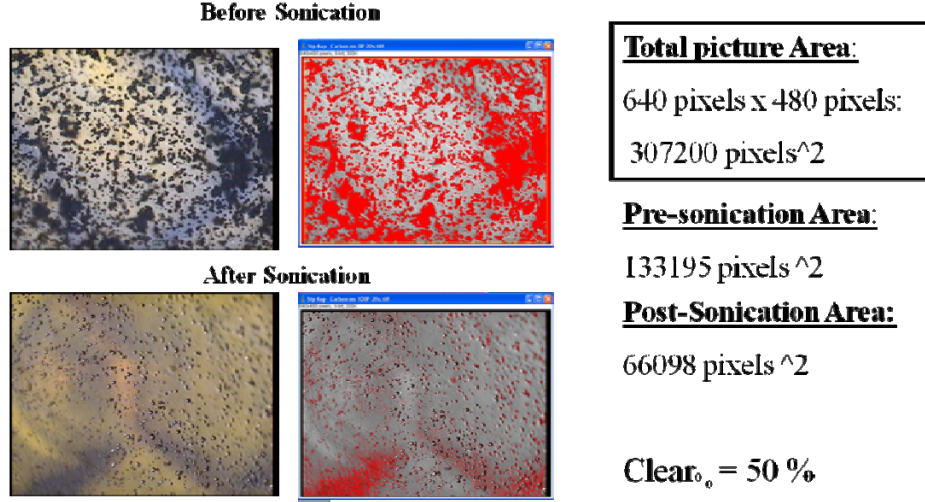 Before Sonication
After Sonication
Total picture Area:
640 pixels x 480 pixels:
307200 pixels^2
Pre-sonication Area:
133195 pixels ^2
Post-Sonication Area:
66098 pixels ^2
Clear% = 50 %